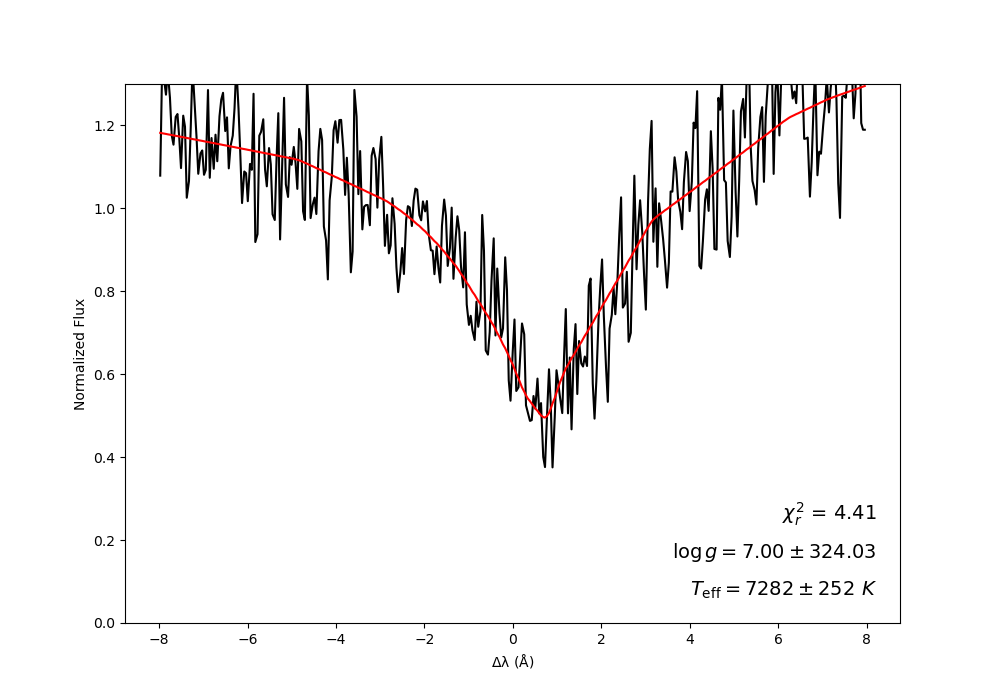 Normalized Flux
1.2
1.0
0.8
0.6
0.4
0.2
0.0
χ²ᵣ = 4.41
log g = 7.00 ± 324.03
T_eff = 7282 ± 252 K
−8 −6 −4 −2 0 2 4 6 8
Δλ (Å)